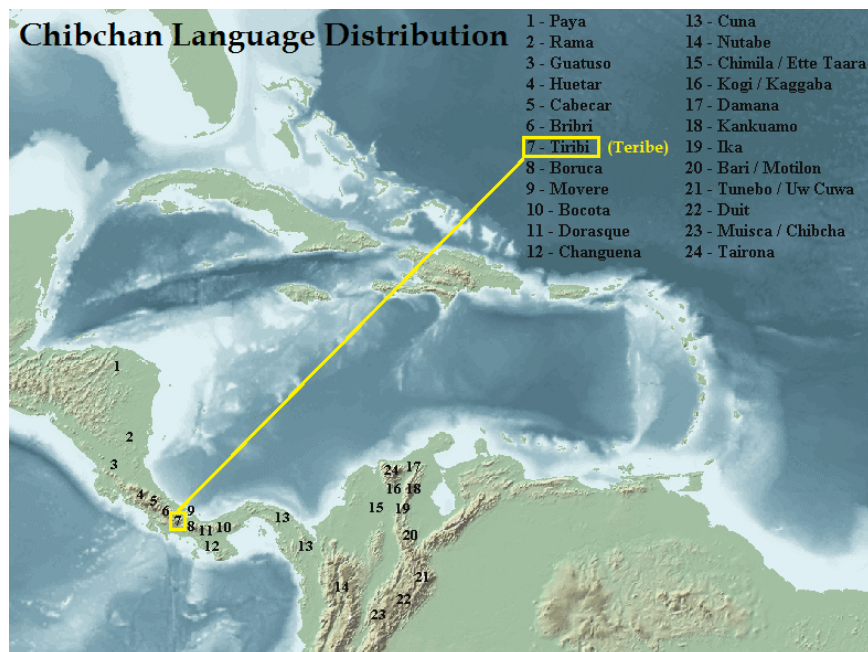 Chibchan Language Distribution
1 - Paya
2 - Rama
3 - Guatuso
4 - Huetar
5 - Cabecar
6 - Bribri
7 - Tiribi (Teribe)
8 - Boruca
9 - Movere
10 - Bocota
11 - Dorasque
12 - Changuena
13 - Cuna
14 - Nutabe
15 - Chimila / Ette Taara
16 - Kogi / Kaggaba
17 - Damana
18 - Kankuamo
19 - Ika
20 - Bari / Motilon
21 - Tunebo / Uw Cuwa
22 - Duit
23 - Muisca / Chibcha
24 - Tairona
1
2
3
4
5
6
7
8
9
10
11
12
13
13
14
15
16
17
18
19
20
21
22
23
24